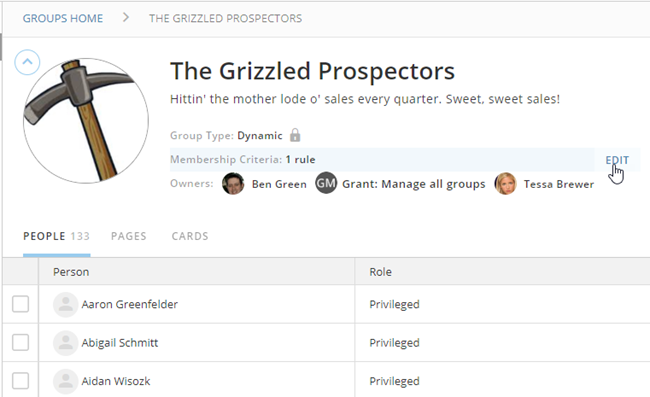 GROUPS HOME > THE GRIZZLED PROSPECTORS
The Grizzled Prospectors
Hittin' the mother lode o' sales every quarter. Sweet, sweet sales!
Group Type: Dynamic
Membership Criteria: 1 rule EDIT
Owners: Ben Green GM Grant: Manage all groups Tessa Brewer
PEOPLE 133 PAGES CARDS
Person Role
Aaron Greenfelder Privileged
Abigail Schmitt Privileged
Aidan Wisozk Privileged